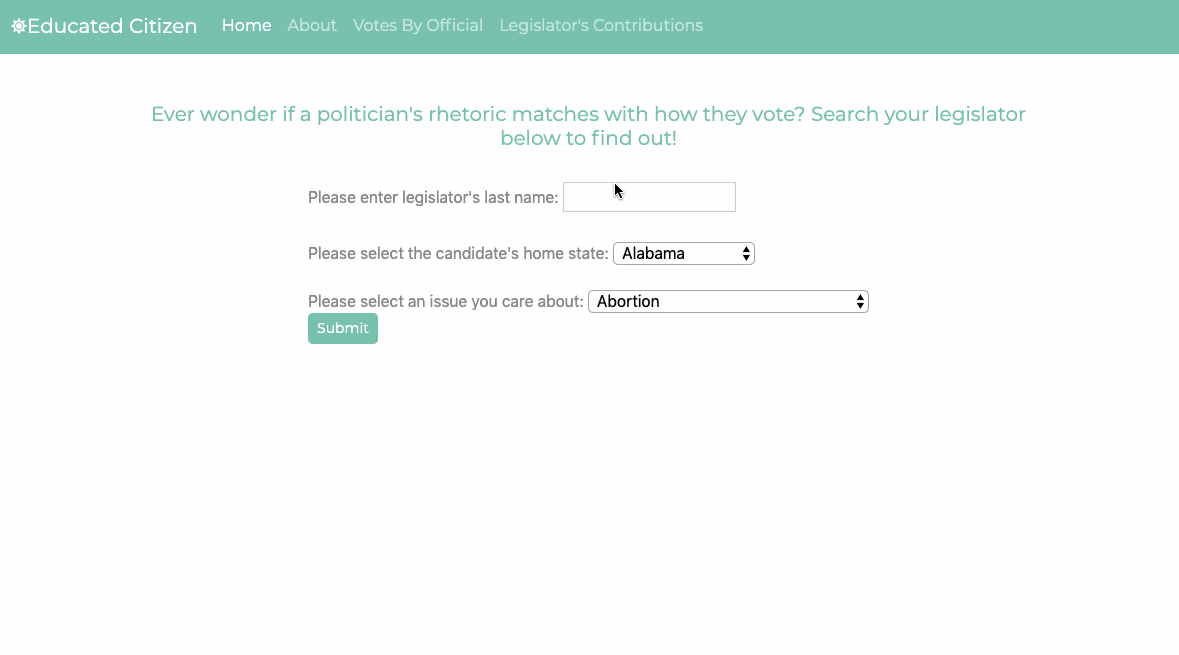 Educated Citizen Home About Votes By Official Legislator's Contributions
Ever wonder if a politician's rhetoric matches with how they vote? Search your legislator
below to find out!
Please enter legislator's last name:
Please select the candidate's home state: Alabama
Please select an issue you care about: Abortion
Submit